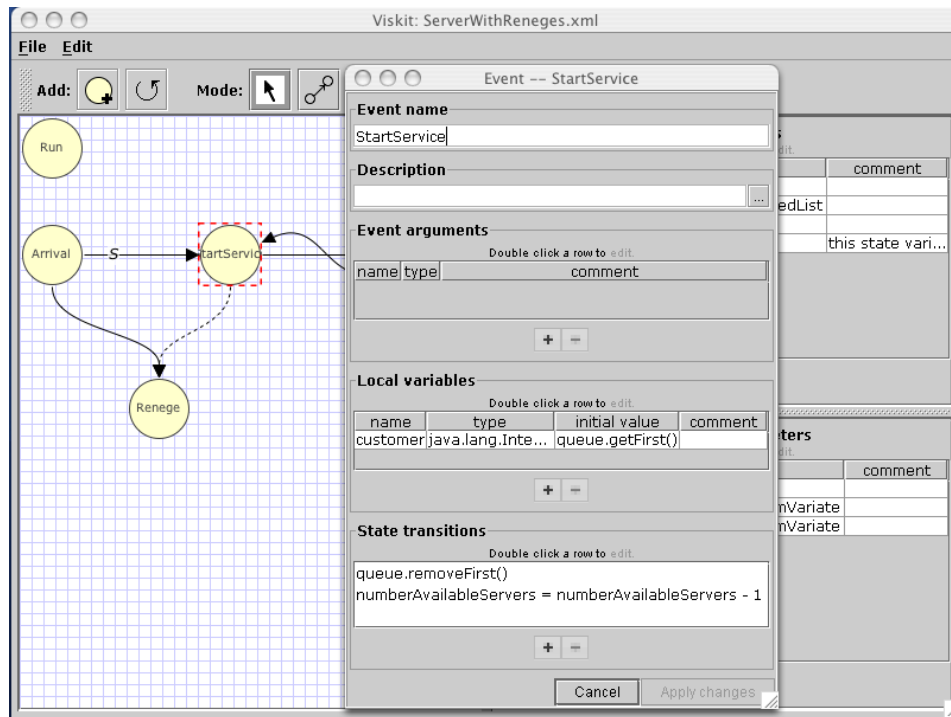 Viskit: ServerWithReneges.xml
File Edit
Add: Mode:
Run
Arrival
S
tartServic
Renege
Event -- StartService
Event name
StartService
Description
...
Event arguments
Double click a row to edit.
name type comment
+ −
Local variables
Double click a row to edit.
name type initial value comment
customer java.lang.Inte... queue.getFirst()
+ −
State transitions
Double click a row to edit.
queue.removeFirst()
numberAvailableServers = numberAvailableServers - 1
+ −
Cancel Apply changes
s
dit.
comment
edList
this state vari...
ters
dit.
comment
mVariate
mVariate